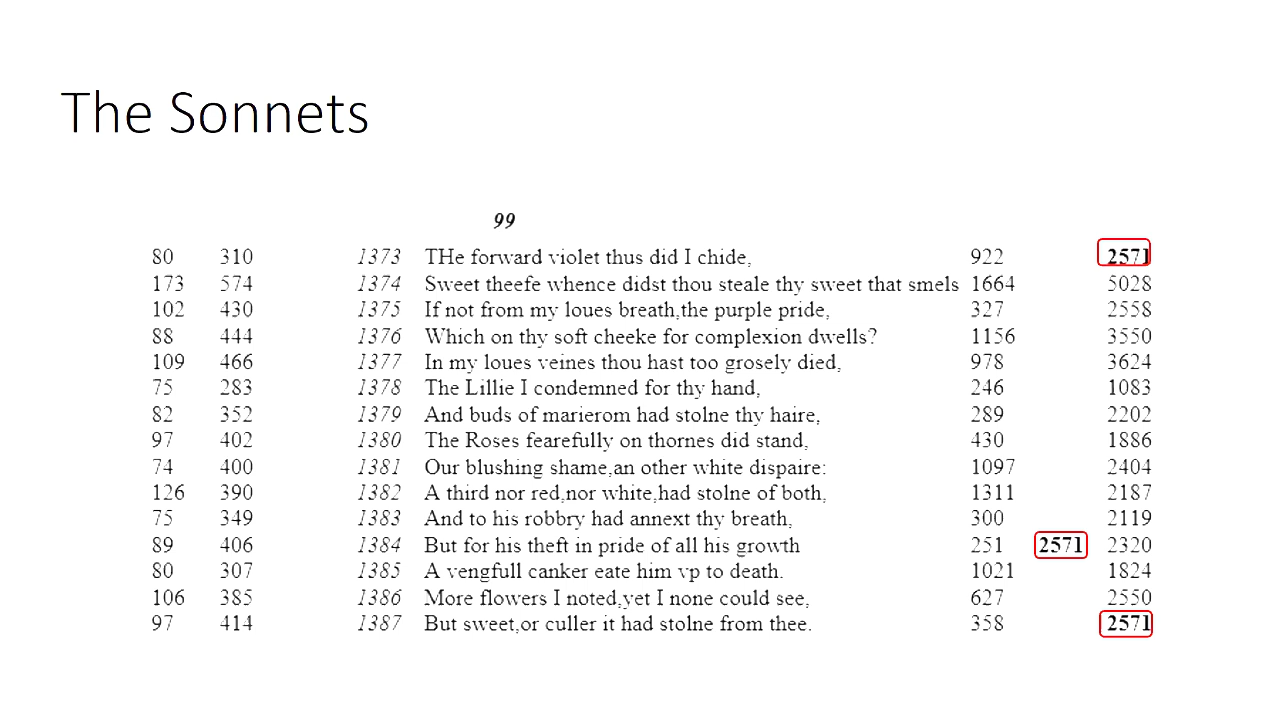 The Sonnets
99
80 310 1373 THe forward violet thus did I chide, 922 2571
173 574 1374 Sweet theefe whence didst thou steale thy sweet that smels 1664 5028
102 430 1375 If not from my loues breath,the purple pride, 327 2558
88 444 1376 Which on thy soft cheeke for complexion dwells? 1156 3550
109 466 1377 In my loues veines thou hast too grosely died, 978 3624
75 283 1378 The Lillie I condemned for thy hand, 246 1083
82 352 1379 And buds of marierom had stolne thy haire, 289 2202
97 402 1380 The Roses fearefully on thornes did stand, 430 1886
74 400 1381 Our blushing shame,an other white dispaire: 1097 2404
126 390 1382 A third nor red,nor white,had stolne of both, 1311 2187
75 349 1383 And to his robbry had annext thy breath, 300 2119
89 406 1384 But for his theft in pride of all his growth 251 2571 2320
80 307 1385 A vengfull canker eate him vp to death. 1021 1824
106 385 1386 More flowers I noted,yet I none could see, 627 2550
97 414 1387 But sweet,or culler it had stolne from thee. 358 2571